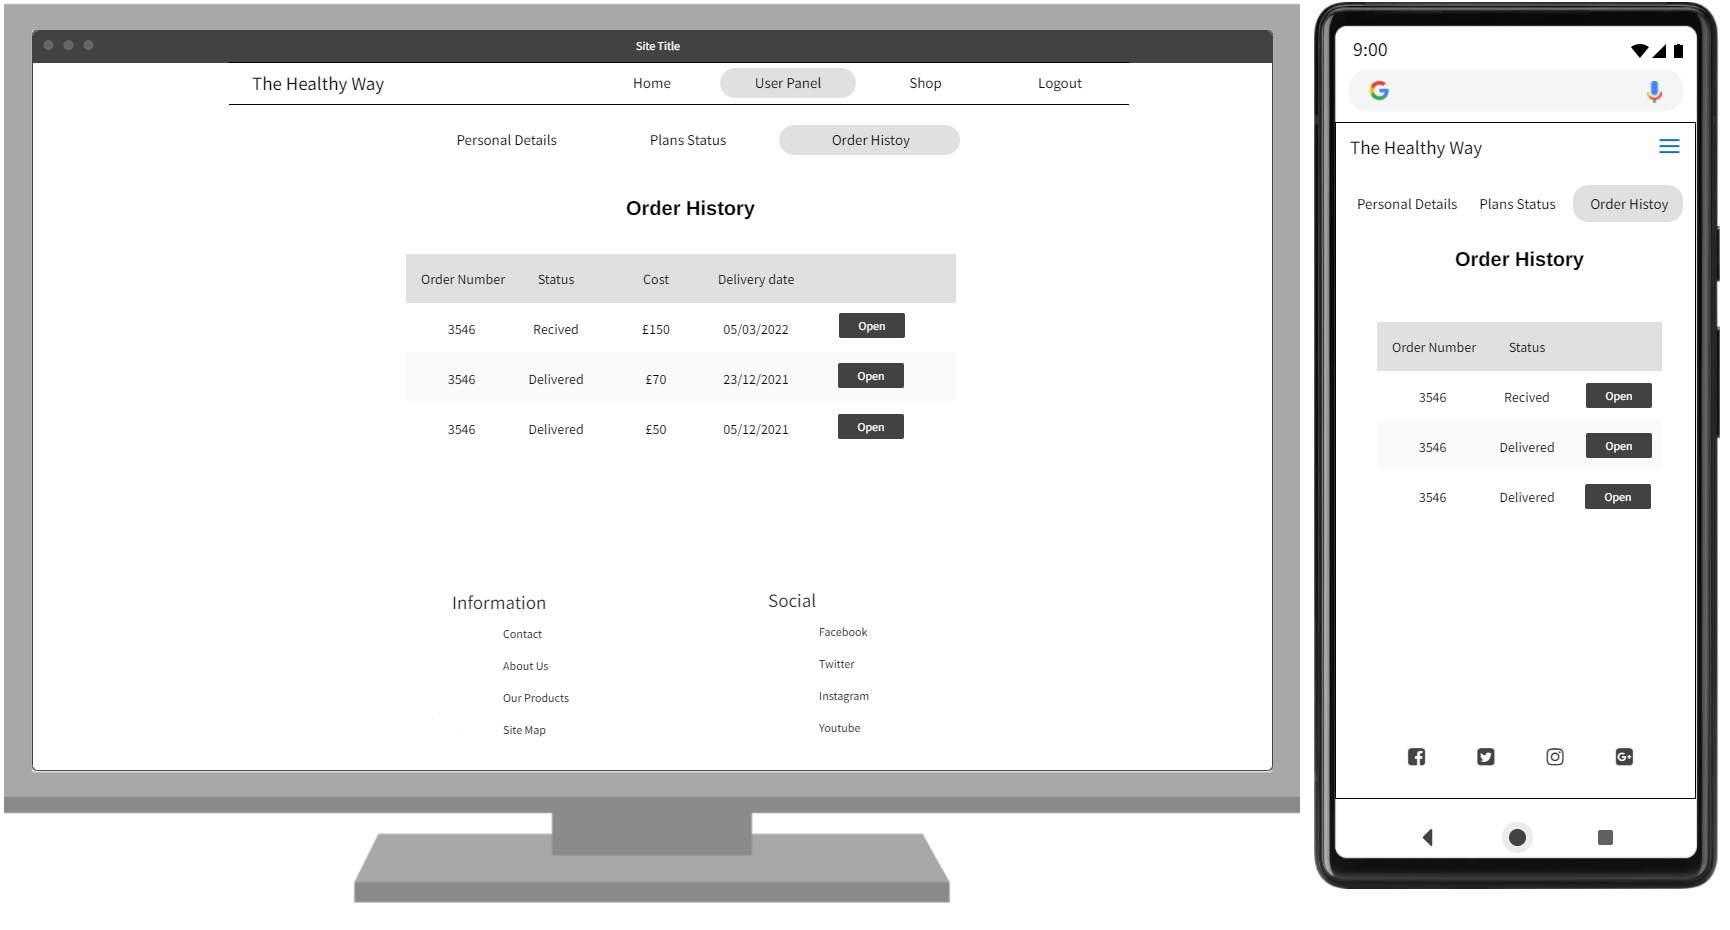 Site Title
The Healthy Way Home User Panel Shop Logout
Personal Details Plans Status Order Histoy
Order History
Order Number Status Cost Delivery date
3546 Recived £150 05/03/2022 Open
3546 Delivered £70 23/12/2021 Open
3546 Delivered £50 05/12/2021 Open
Information
Contact
About Us
Our Products
Site Map
Social
Facebook
Twitter
Instagram
Youtube
9:00
The Healthy Way
Personal Details Plans Status Order Histoy
Order History
Order Number Status
3546 Recived Open
3546 Delivered Open
3546 Delivered Open